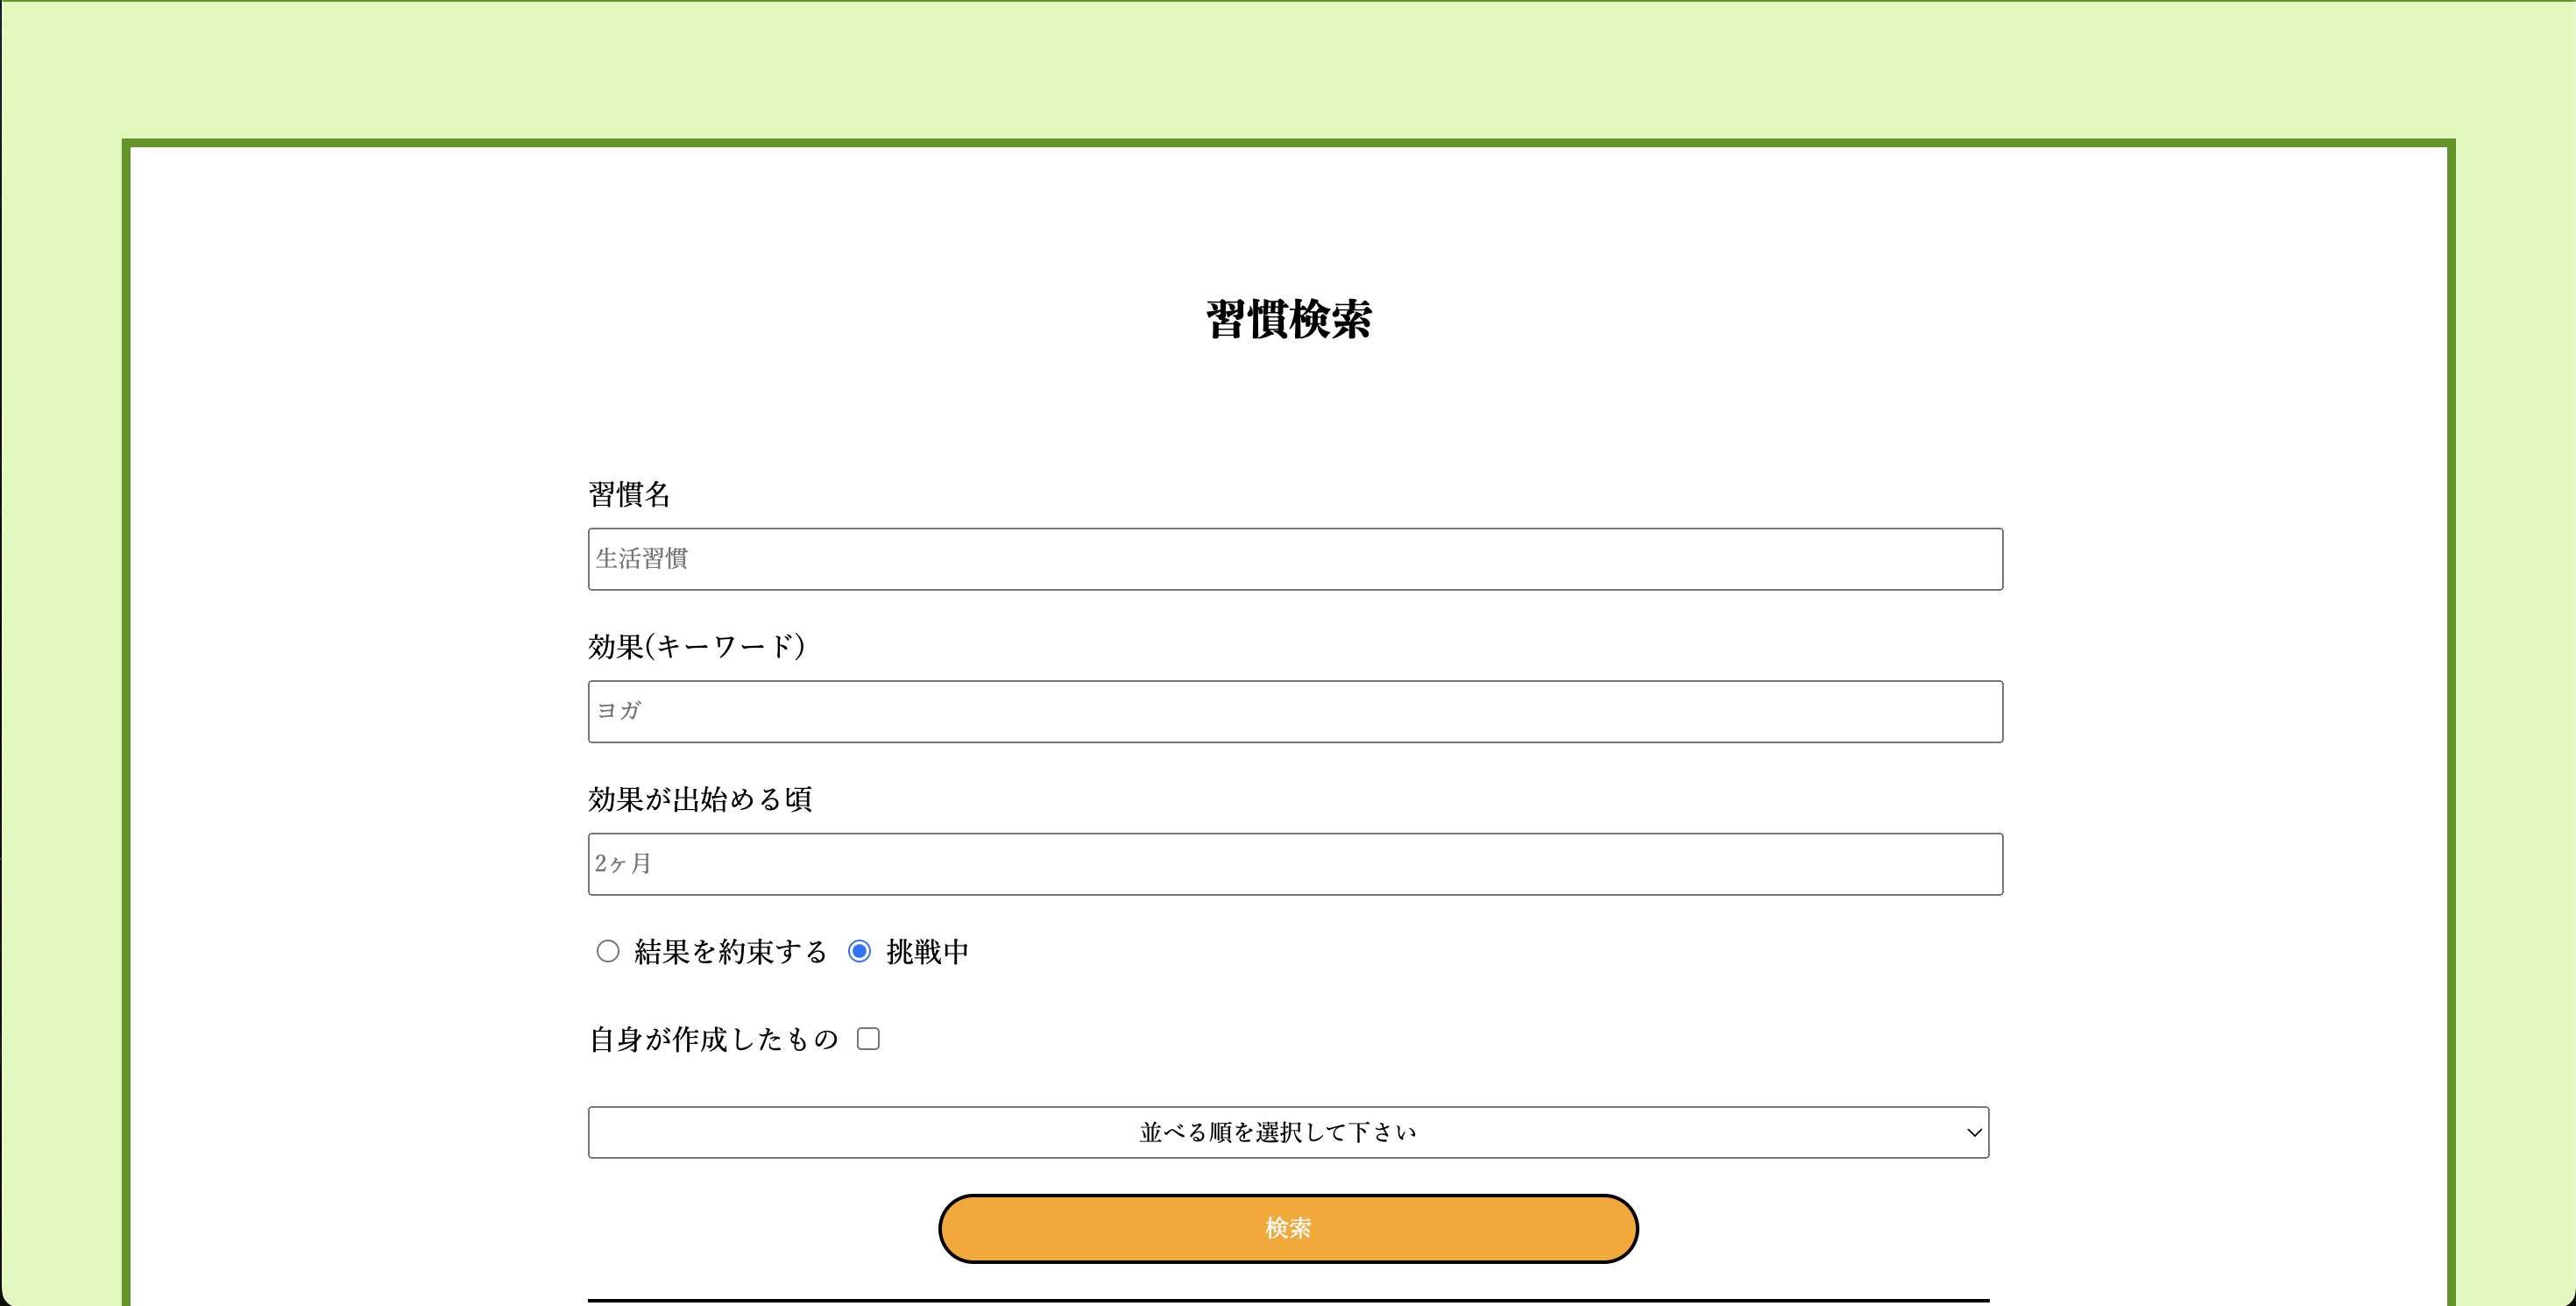 習慣検索
習慣名
生活習慣
効果(キーワード)
ヨガ
効果が出始める頃
2ヶ月
結果を約束する 挑戦中
自身が作成したもの
並べる順を選択して下さい
検索